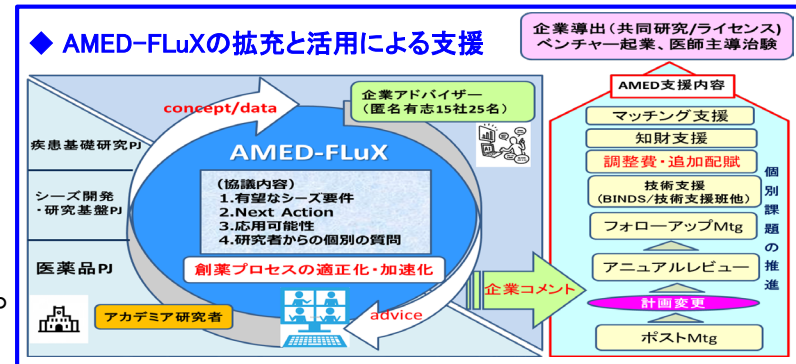 ◆ AMED-FLuXの拡充と活用による支援
企業導出(共同研究/ライセンス)
ベンチャー起業、医師主導治験
concept/data
企業アドバイザー
(匿名有志15社25名)
疾患基礎研究PJ
シーズ開発
・研究基盤PJ
医薬品PJ
アカデミア研究者
AMED-FLuX
(協議内容)
1.有望なシーズ要件
2.Next Action
3.応用可能性
4.研究者からの個別の質問
創薬プロセスの適正化・加速化
advice
企業コメント
AMED支援内容
マッチング支援
知財支援
調整費・追加配賦
技術支援
(BINDS/技術支援班他)
フォローアップMtg
アニュアルレビュー
計画変更
ポストMtg
個別課題の推進
。